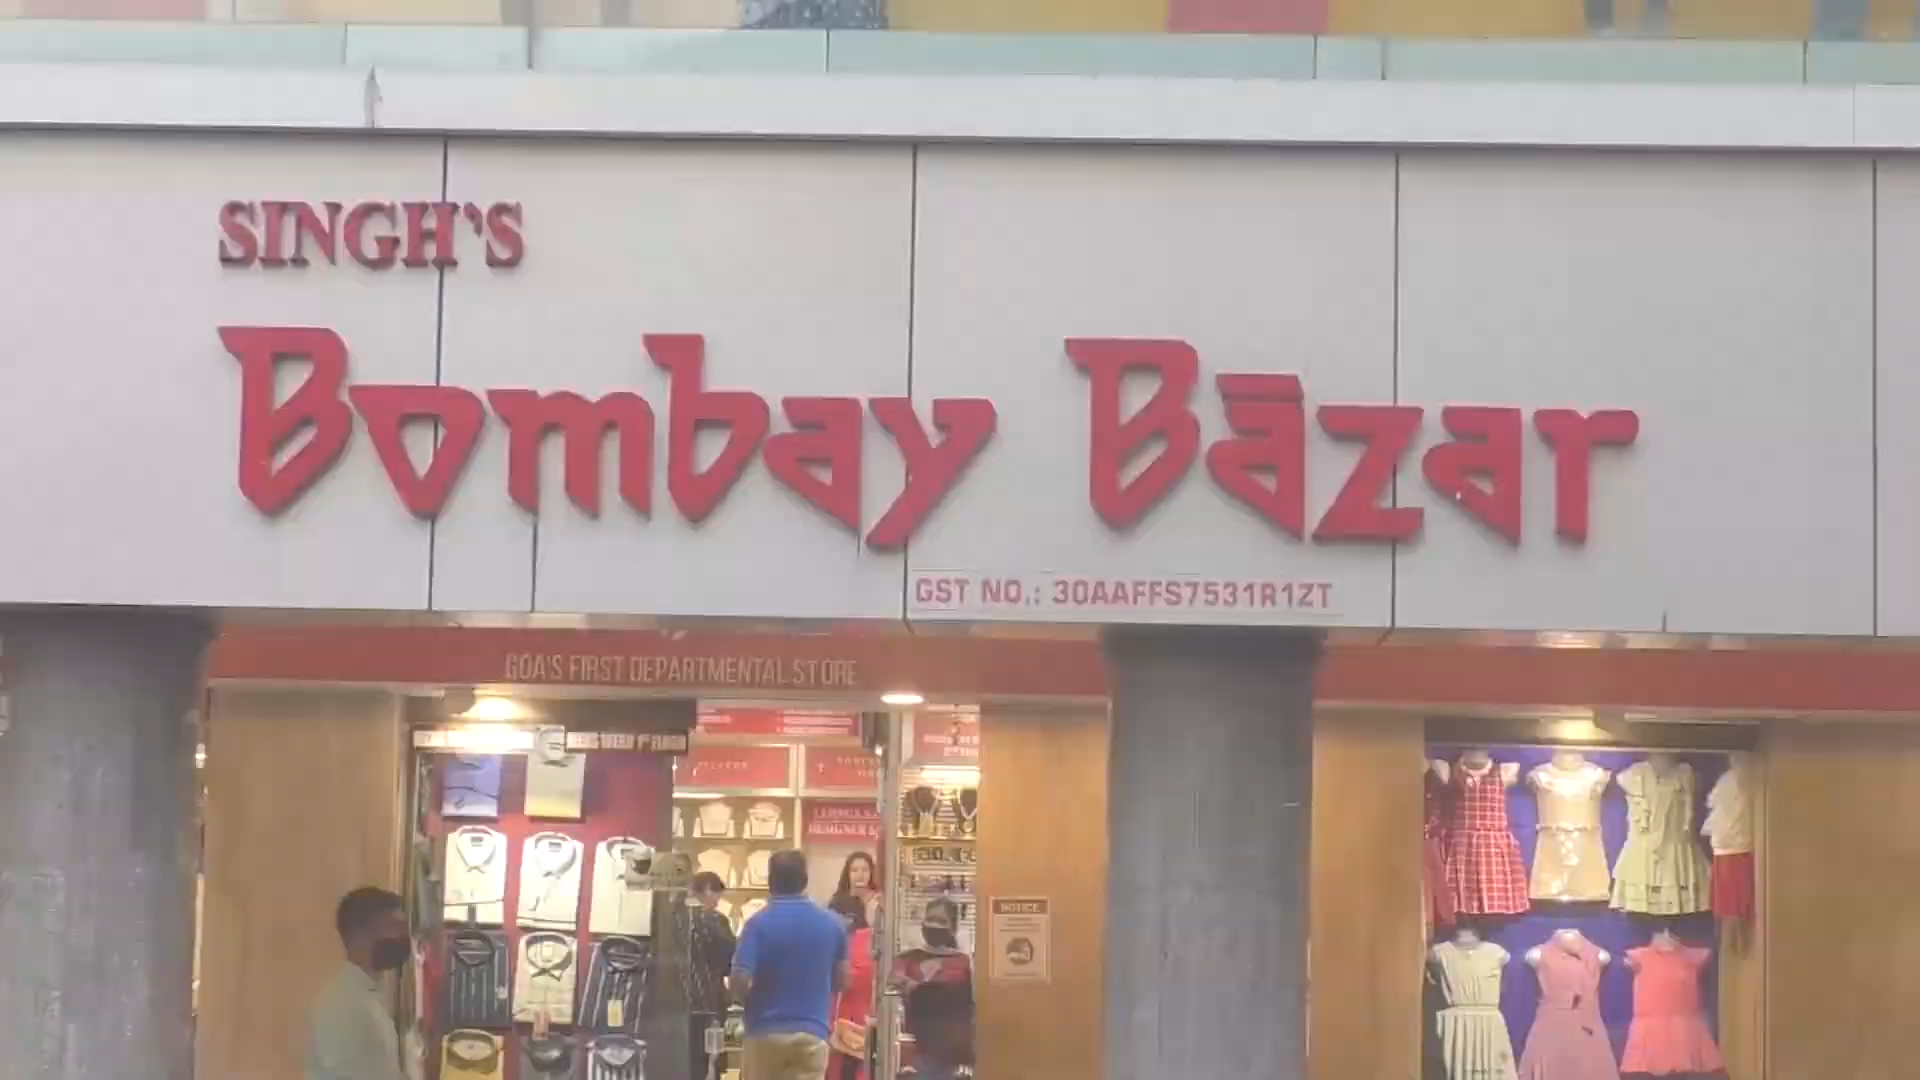 SINGH'S
Bombay Bāzar
GST NO.: 30AAFFS7531R1ZT
GOA'S FIRST DEPARTMENTAL STORE
NOTICE